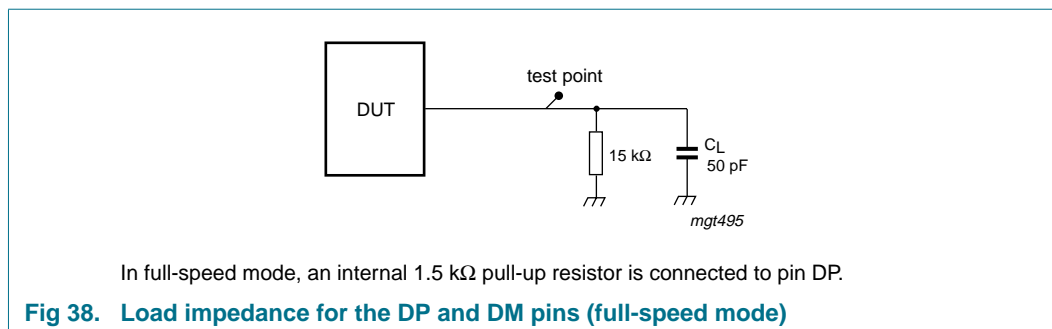 test point
DUT
15 kΩ
CL
50 pF
mgt495
In full-speed mode, an internal 1.5 kΩ pull-up resistor is connected to pin DP.
Fig 38. Load impedance for the DP and DM pins (full-speed mode)